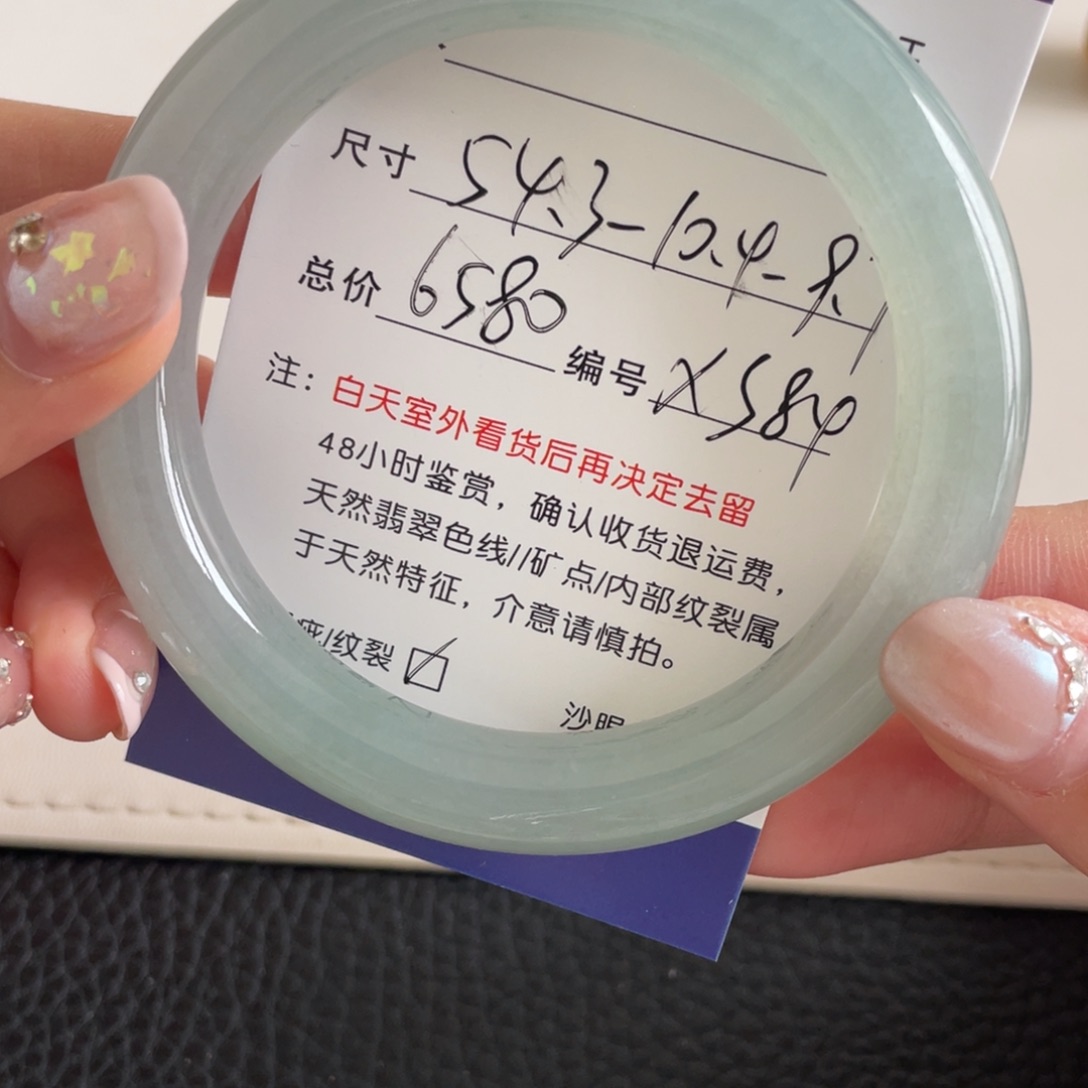 尺寸 54.3-10.4-8.1
总价 6580 编号 X584
注：白天室外看货后再决定去留
48小时鉴赏，确认收货退运费，
天然翡翠色线//矿点/内部纹裂属
于天然特征，介意请慎拍。
疵/纹裂 沙眼